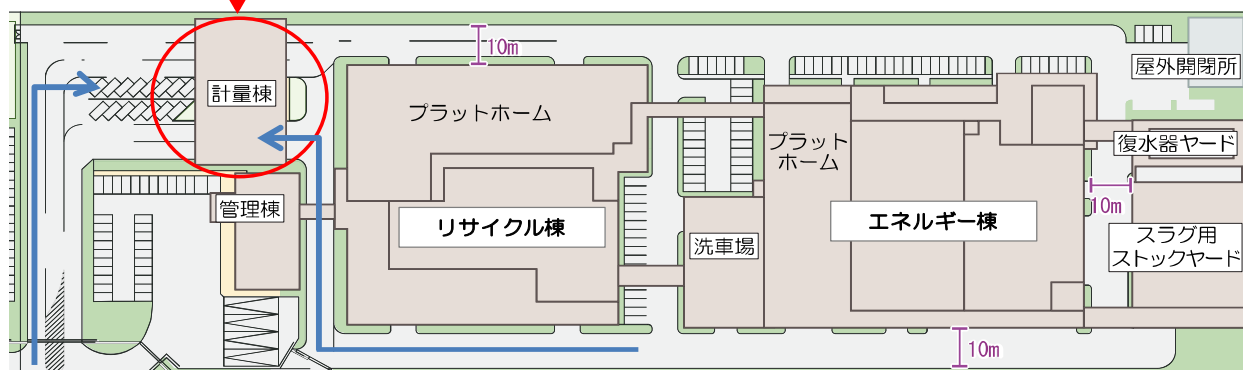 10m
計量棟
プラットホーム
屋外開閉所
プラット
ホーム
復水器ヤード
管理棟
リサイクル棟
洗車場
エネルギー棟
10m
スラグ用
ストックヤード
10m